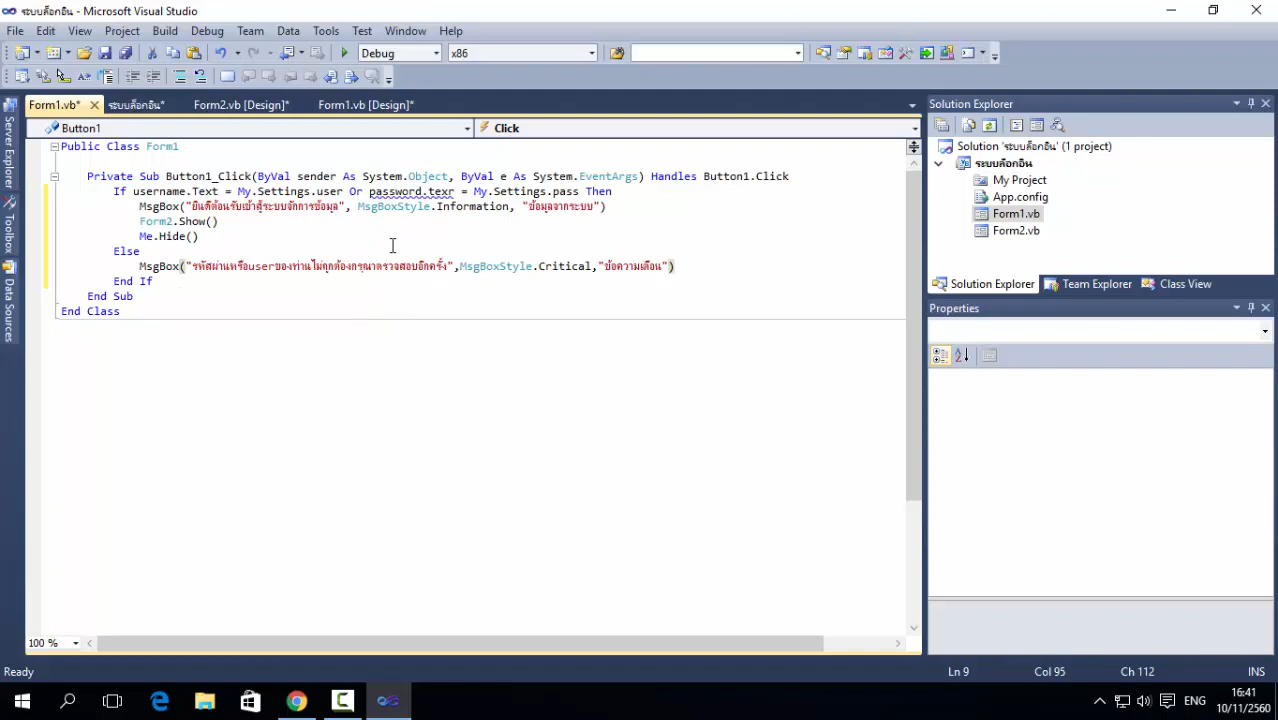 ระบบล็อกอิน - Microsoft Visual Studio
File Edit View Project Build Debug Team Data Tools Test Window Help
Debug x86
Form1.vb* ระบบล็อกอิน* Form2.vb [Design]* Form1.vb [Design]*
Button1 Click
Public Class Form1
Private Sub Button1_Click(ByVal sender As System.Object, ByVal e As System.EventArgs) Handles Button1.Click
If username.Text = My.Settings.user Or password.texr = My.Settings.pass Then
MsgBox("ยินดีต้อนรับเข้าสู่ระบบจักการข้อมูล", MsgBoxStyle.Information, "ข้อมูลจากระบบ")
Form2.Show()
Me.Hide()
Else
MsgBox("รหัสผ่านหรือuserของท่านไม่ถูกต้องกรุณาตรวจสอบอีกครั้ง",MsgBoxStyle.Critical,"ข้อความเตือน")
End If
End Sub
End Class
100 %
Server Explorer
Toolbox
Data Sources
Solution Explorer
Solution 'ระบบล็อกอิน' (1 project)
ระบบล็อกอิน
My Project
App.config
Form1.vb
Form2.vb
Solution Explorer Team Explorer Class View
Properties
Ready Ln 9 Col 95 Ch 112 INS
ENG
16:41
10/11/2560